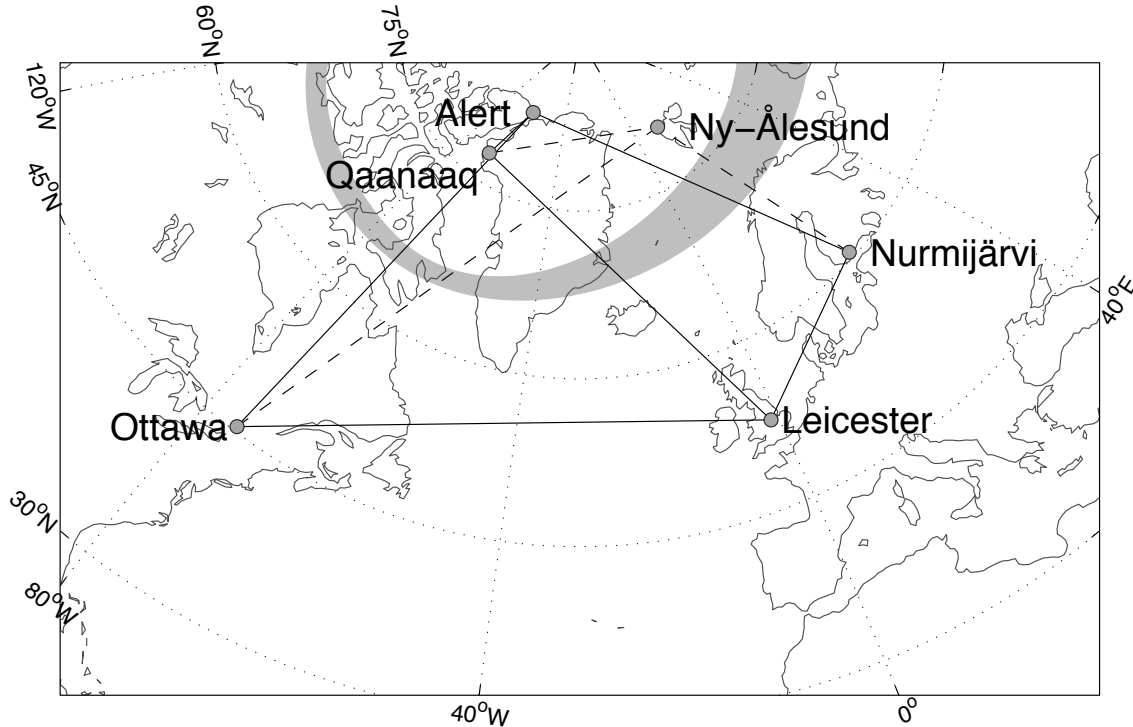 60°N
75°N
120°W
Alert
Ny–Ålesund
Qaanaaq
45°N
Nurmijärvi
40°E
Ottawa
Leicester
30°N
80°W
40°W
0°